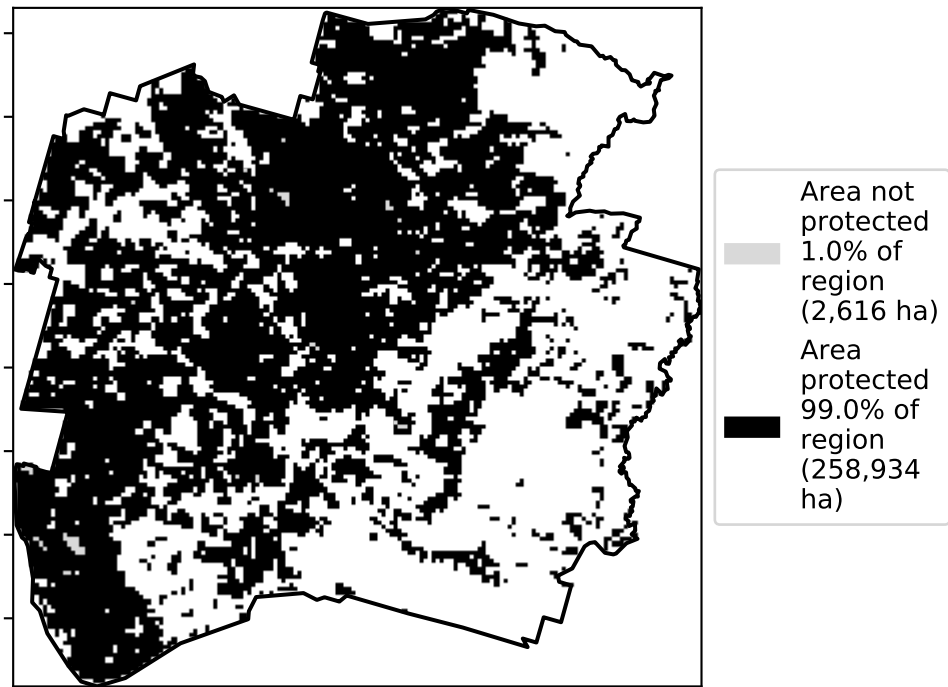 Area not
protected
1.0% of
region
(2,616 ha)
Area
protected
99.0% of
region
(258,934
ha)